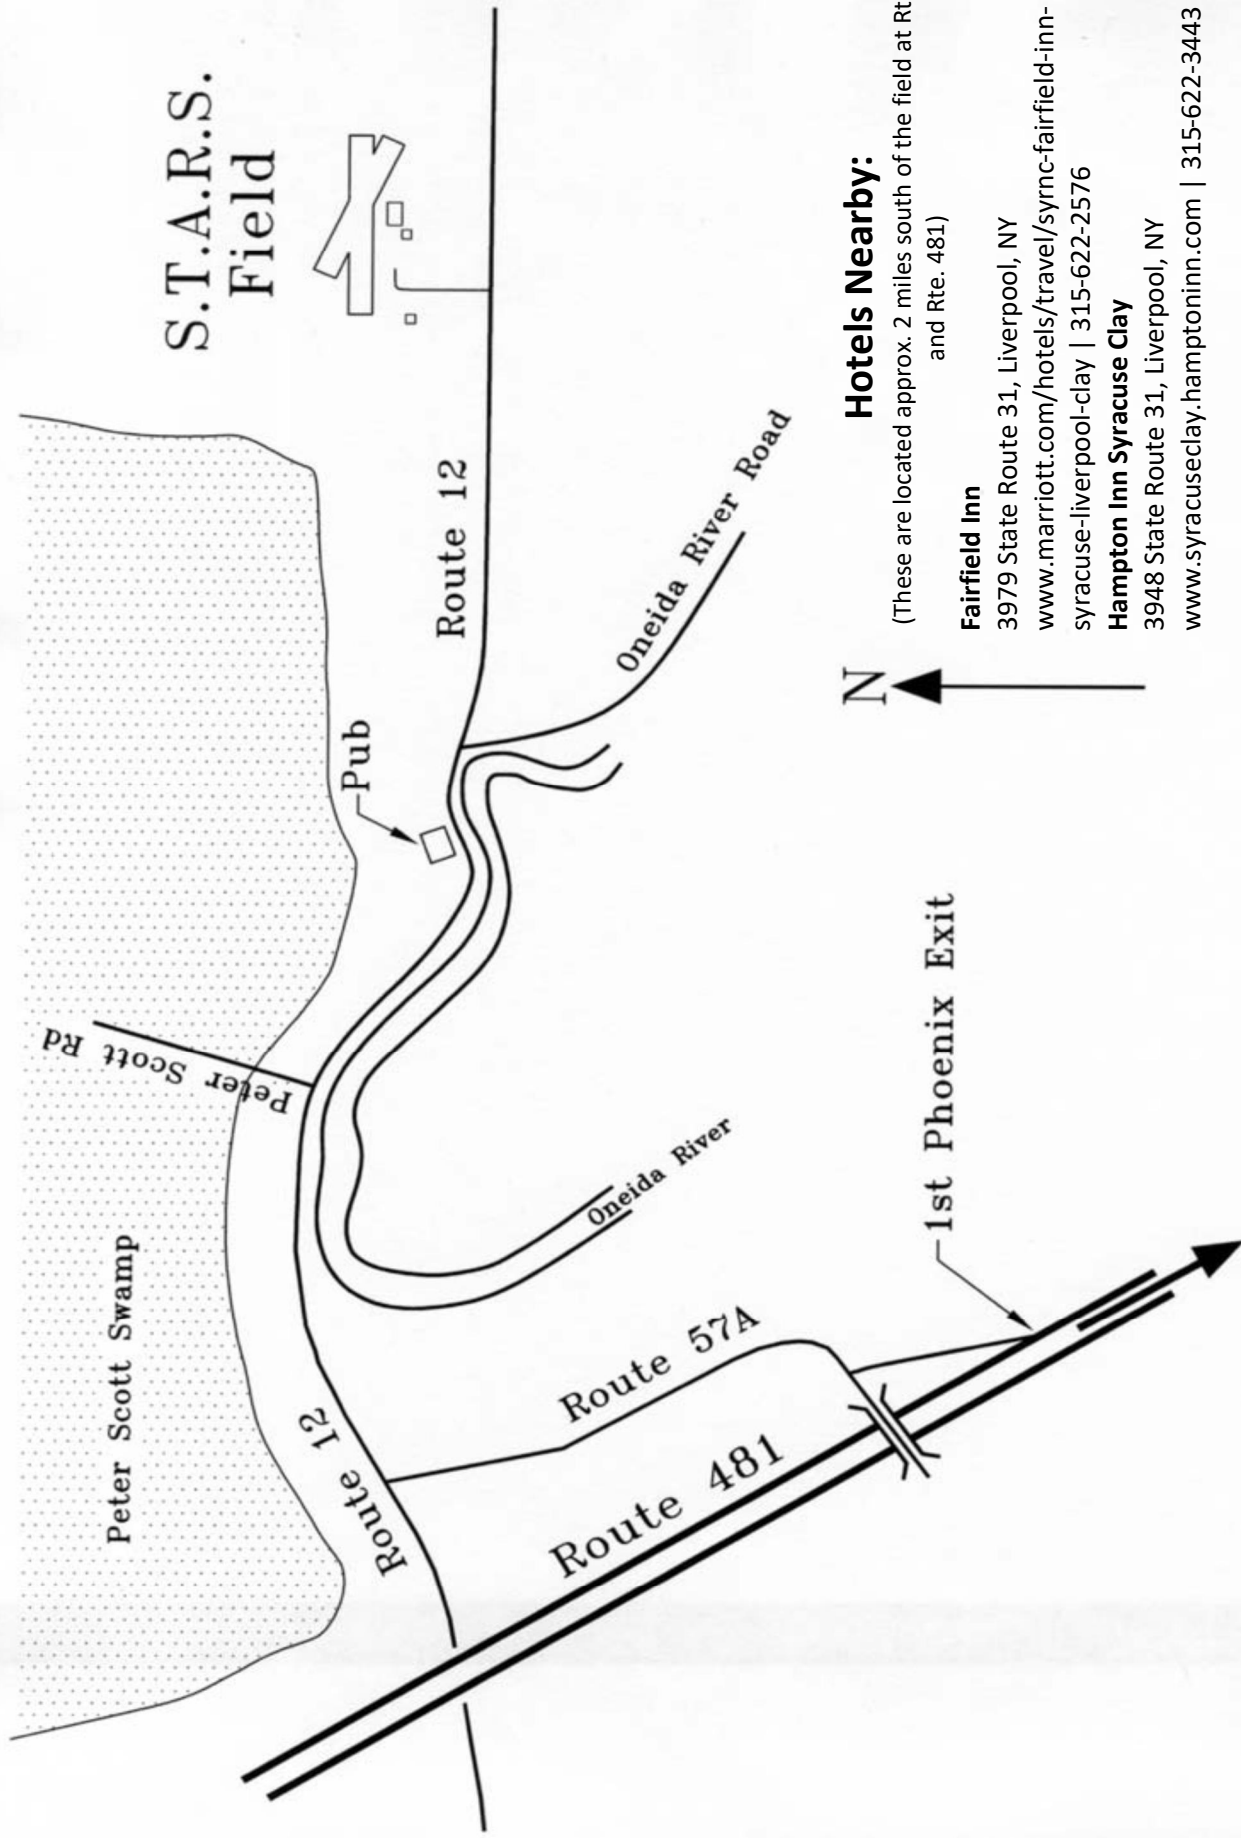 S.T.A.R.S.
Field
Peter Scott Swamp
Peter Scott Rd
Pub
Route 12
Route 12
Oneida River Road
Oneida River
Route 57A
Route 481
1st Phoenix Exit
N
Hotels Nearby:
(These are located approx. 2 miles south of the field at Rt
and Rte. 481)
Fairfield Inn
3979 State Route 31, Liverpool, NY
www.marriott.com/hotels/travel/syrnc-fairfield-inn-
syracuse-liverpool-clay | 315-622-2576
Hampton Inn Syracuse Clay
3948 State Route 31, Liverpool, NY
www.syracuseclay.hamptoninn.com | 315-622-3443